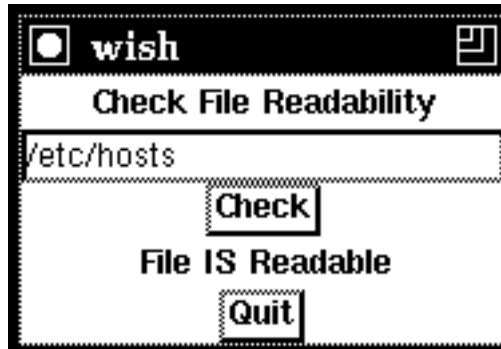 wish
Check File Readability
/etc/hosts
Check
File IS Readable
Quit